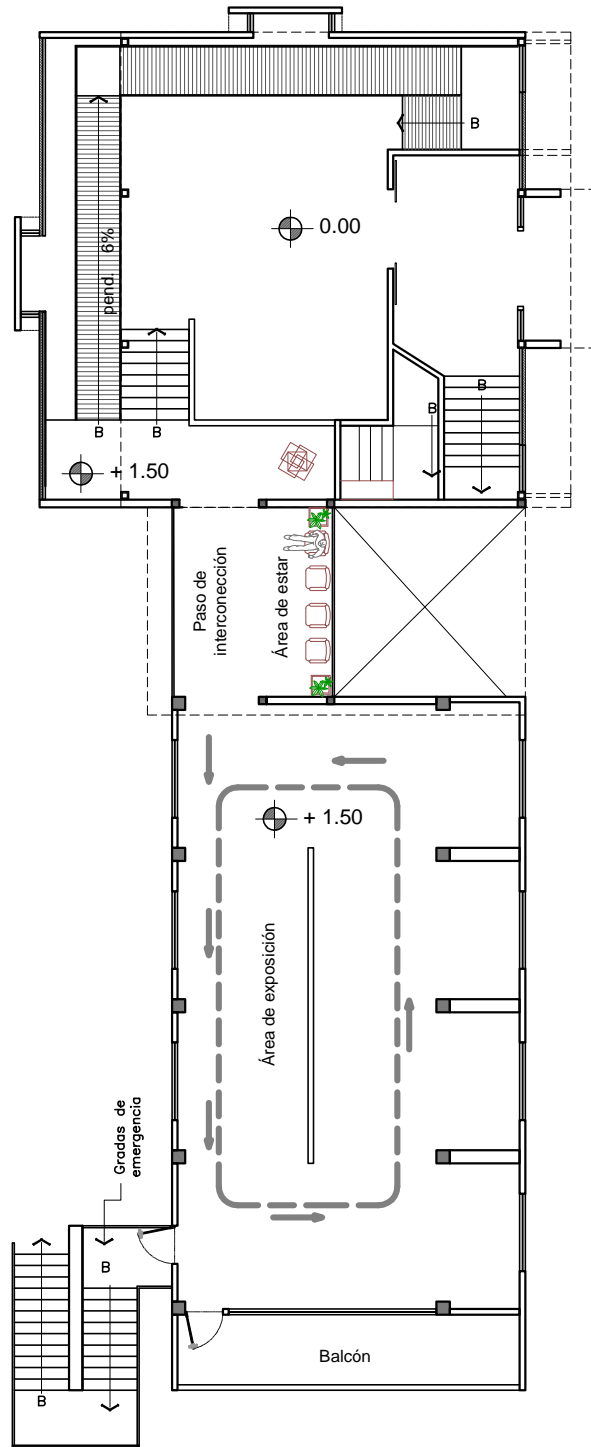 B
0.00
pend. 6%
B
B
B
B
+ 1.50
Paso de
interconección
Área de estar
+ 1.50
Área de exposición
Gradas de
emergencia
B
B
Balcón